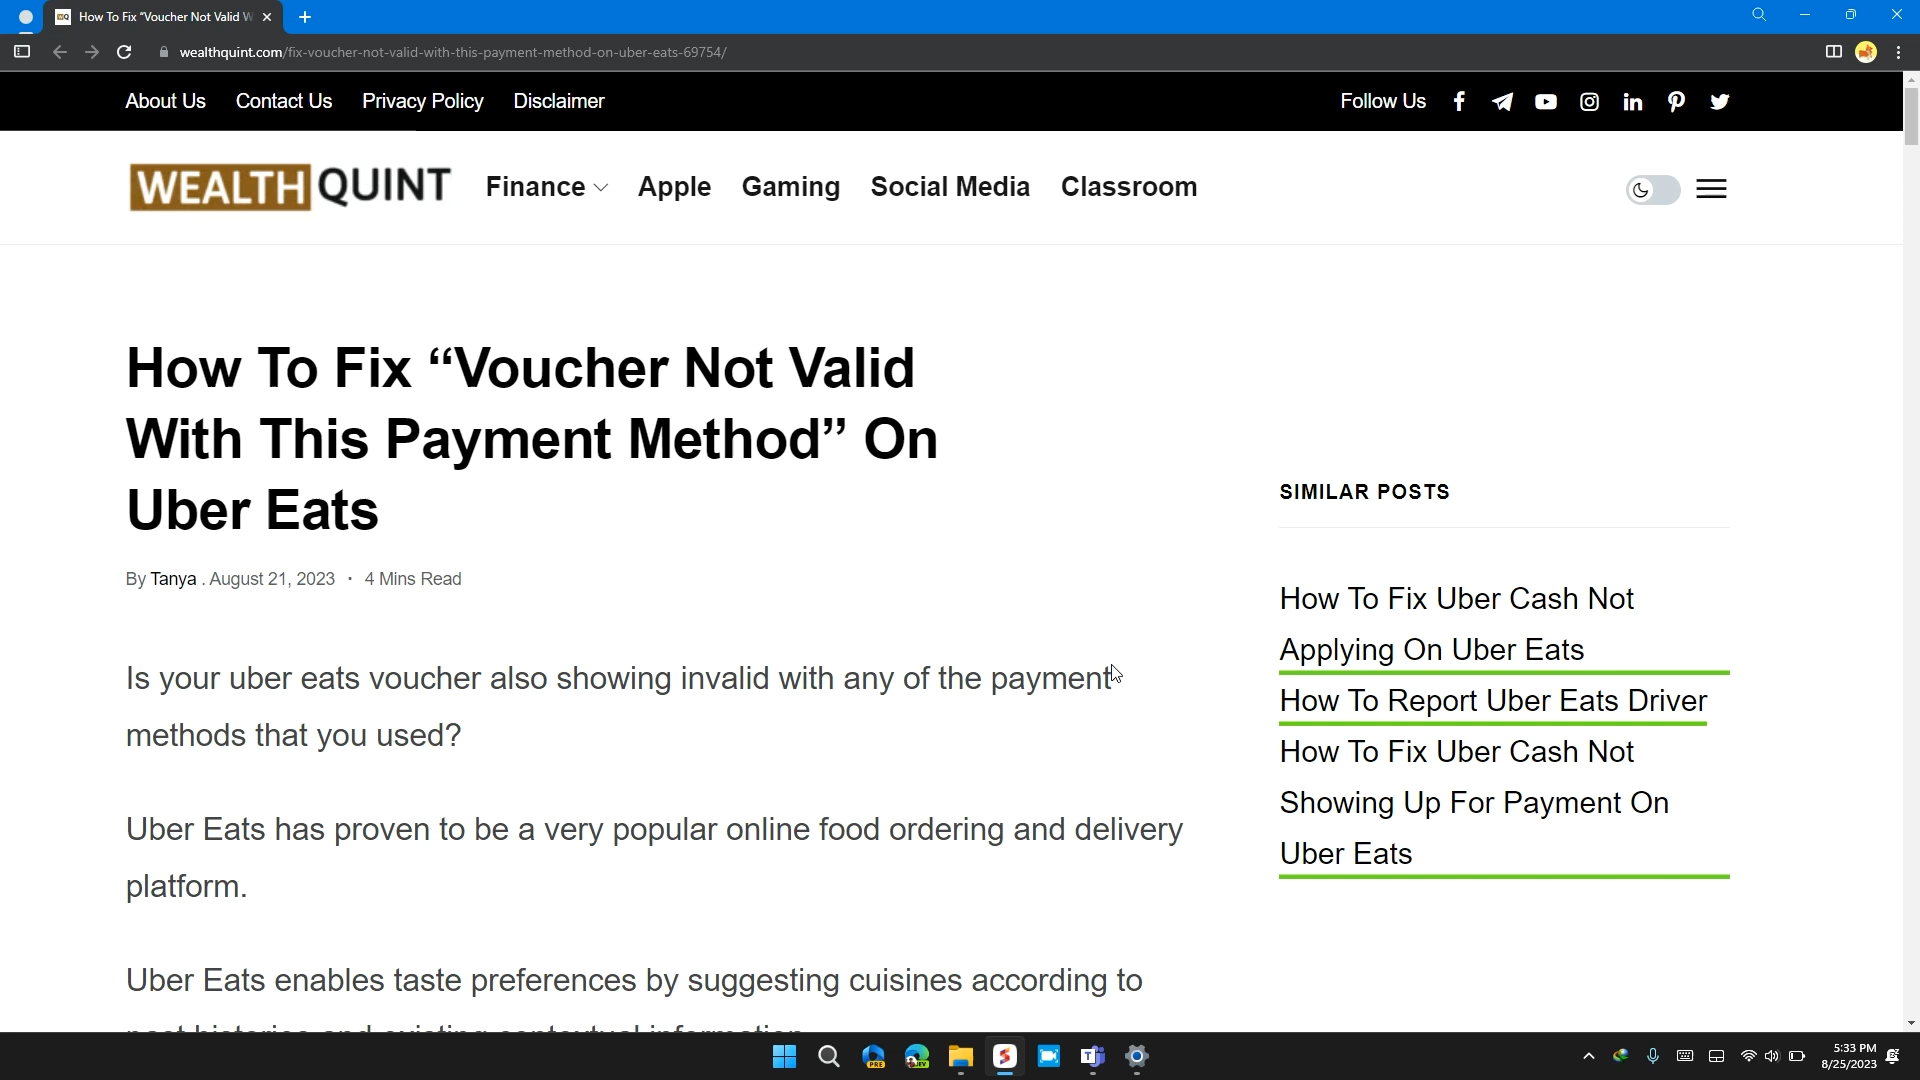 How To Fix "Voucher Not Valid W
wealthquint.com/fix-voucher-not-valid-with-this-payment-method-on-uber-eats-69754/
About Us Contact Us Privacy Policy Disclaimer
Follow Us
WEALTH QUINT
Finance Apple Gaming Social Media Classroom
How To Fix “Voucher Not Valid
With This Payment Method” On
Uber Eats
By Tanya . August 21, 2023 · 4 Mins Read
Is your uber eats voucher also showing invalid with any of the payment
methods that you used?
Uber Eats has proven to be a very popular online food ordering and delivery
platform.
Uber Eats enables taste preferences by suggesting cuisines according to
past histories and existing contextual information.
SIMILAR POSTS
How To Fix Uber Cash Not
Applying On Uber Eats
How To Report Uber Eats Driver
How To Fix Uber Cash Not
Showing Up For Payment On
Uber Eats
5:33 PM
8/25/2023